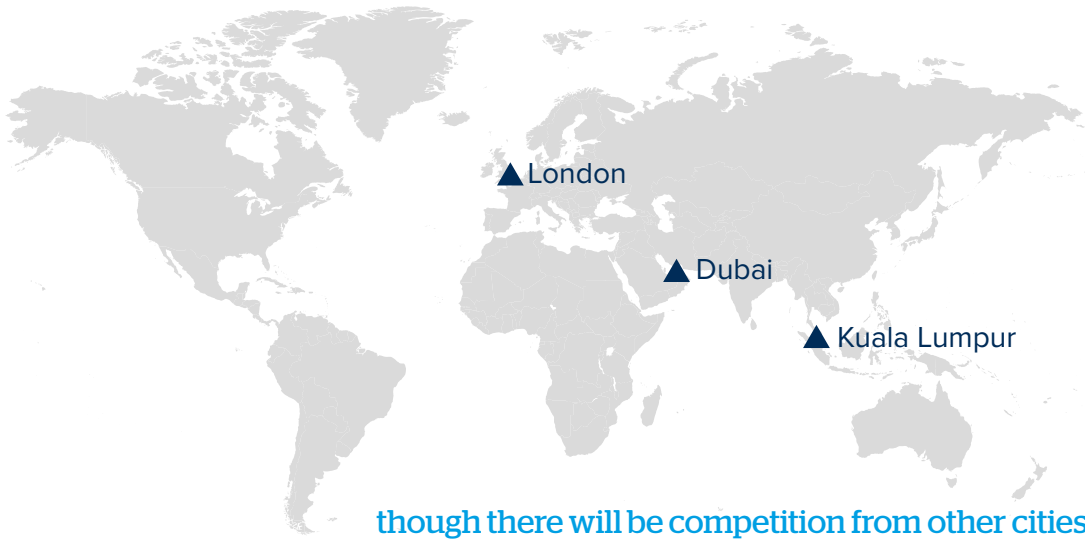 London
Dubai
Kuala Lumpur
though there will be competition from other cities